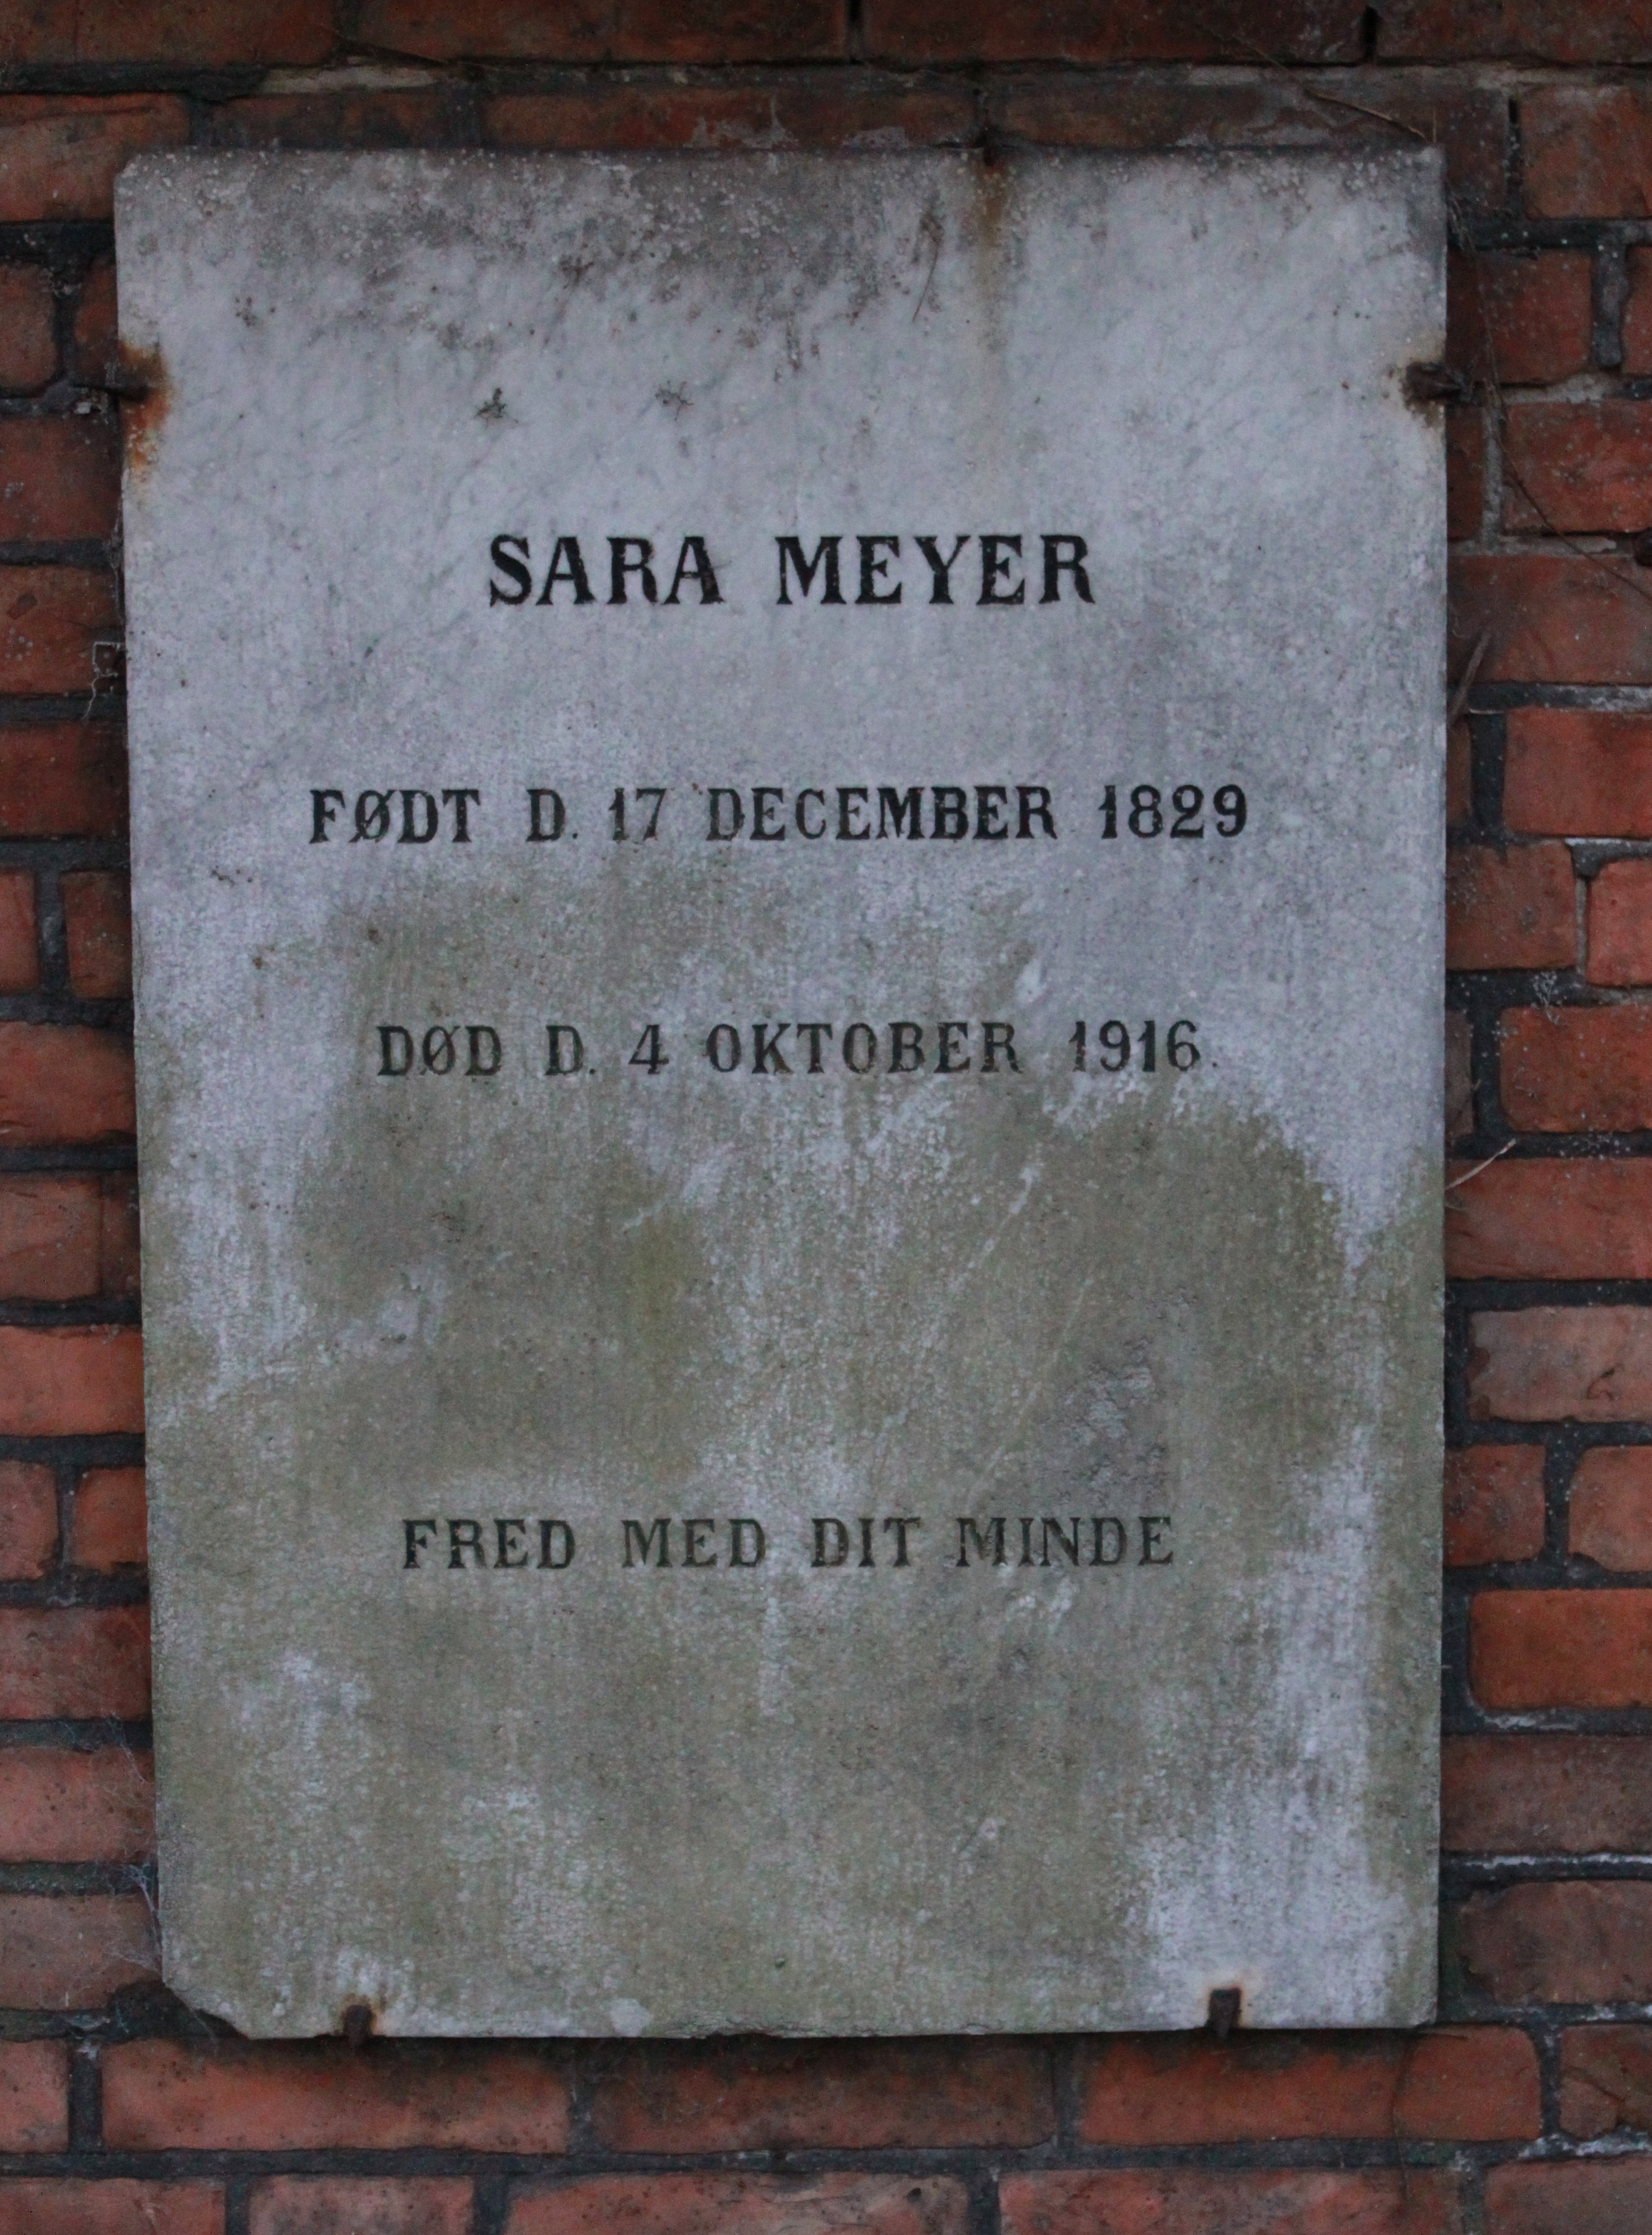 SARA MEYER
FØDT D. 17 DECEMBER 1829
DØD D. 4 OKTOBER 1916.
FRED MED DIT MINDE